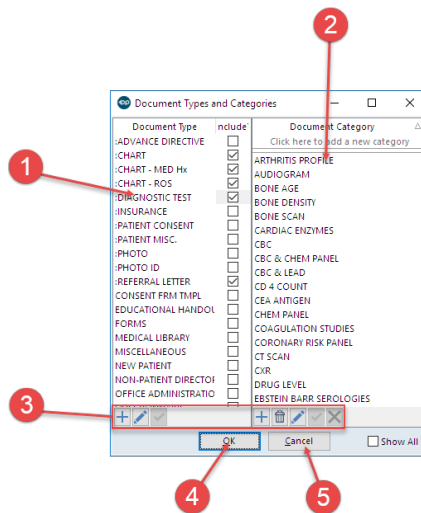 2
Document Types and Categories
Document Type
nclude'
Document Category
Click here to add a new category
:ADVANCE DIRECTIVE
:CHART
:CHART - MED Hx
:CHART - ROS
:DIAGNOSTIC TEST
:INSURANCE
:PATIENT CONSENT
:PATIENT MISC.
:PHOTO
:PHOTO ID
:REFERRAL LETTER
CONSENT FRM TMPL
EDUCATIONAL HANDOU
FORMS
MEDICAL LIBRARY
MISCELLANEOUS
NEW PATIENT
NON-PATIENT DIRECTOF
OFFICE ADMINISTRATIO
ARTHRITIS PROFILE
AUDIOGRAM
BONE AGE
BONE DENSITY
BONE SCAN
CARDIAC ENZYMES
CBC
CBC & CHEM PANEL
CBC & LEAD
CD 4 COUNT
CEA ANTIGEN
CHEM PANEL
COAGULATION STUDIES
CORONARY RISK PANEL
CT SCAN
CXR
DRUG LEVEL
EBSTEIN BARR SEROLOGIES
1
3
OK
Cancel
Show All
4
5